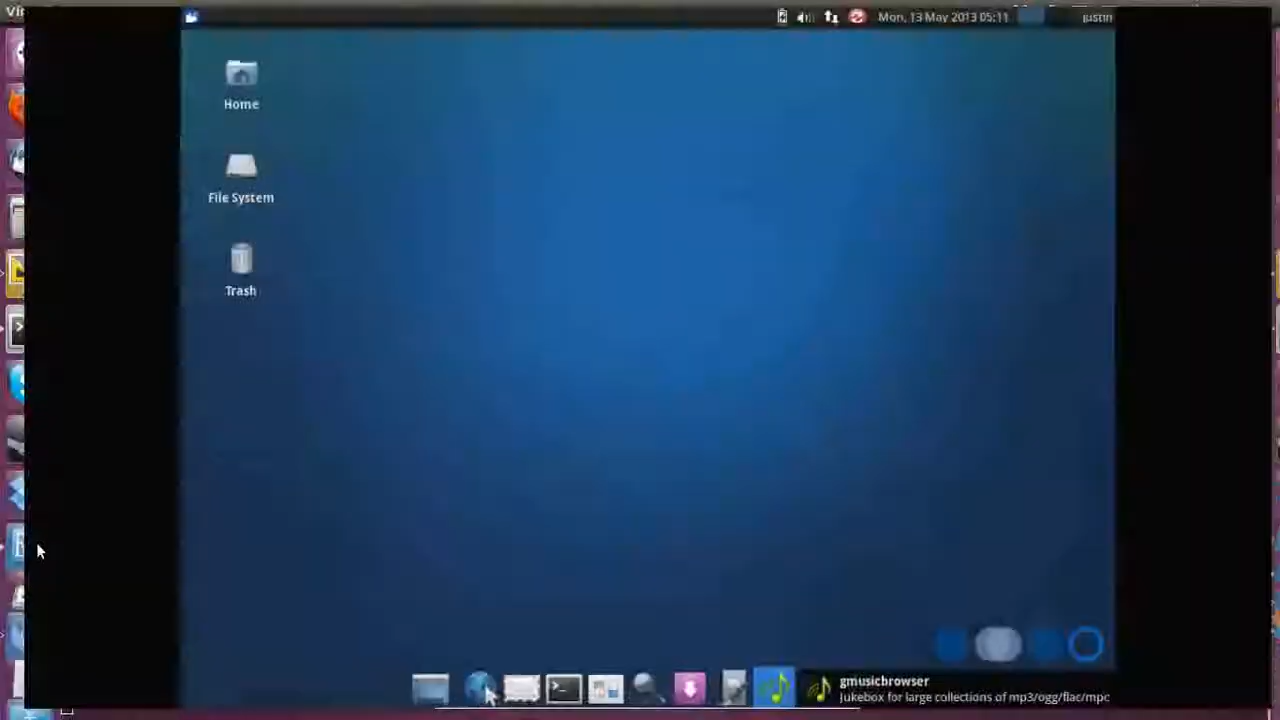 Mon, 13 May 2013 05:11
justin
Home
File System
Trash
gmusicbrowser
Jukebox for large collections of mp3/ogg/flac/mpc